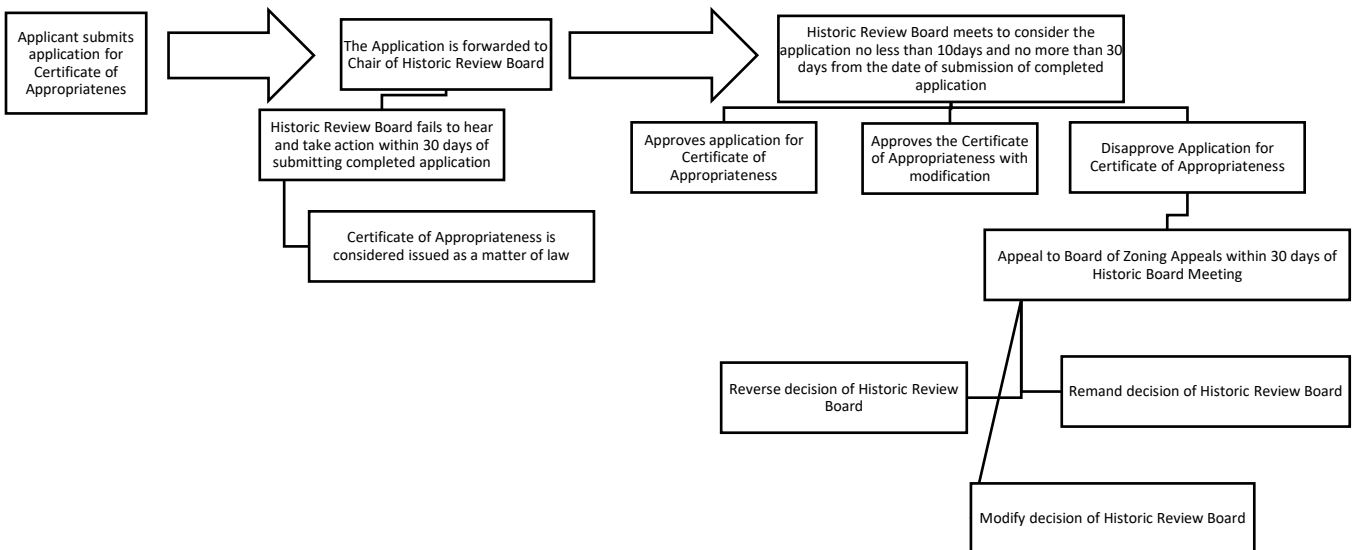 Applicant submits
application for
Certificate of
Appropriatenes
The Application is forwarded to
Chair of Historic Review Board
Historic Review Board meets to consider the
application no less than 10days and no more than 30
days from the date of submission of completed
application
Historic Review Board fails to hear
and take action within 30 days of
submitting completed application
Certificate of Appropriateness is
considered issued as a matter of law
Approves application for
Certificate of
Appropriateness
Approves the Certificate
of Appropriateness with
modification
Disapprove Application for
Certificate of Appropriateness
Appeal to Board of Zoning Appeals within 30 days of
Historic Board Meeting
Reverse decision of Historic Review
Board
Remand decision of Historic Review Board
Modify decision of Historic Review Board